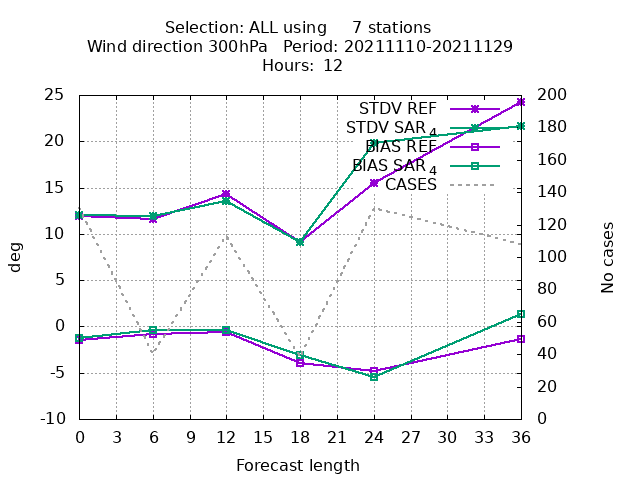 Selection: ALL using 7 stations
Wind direction 300hPa Period: 20211110-20211129
Hours: 12
25
20
15
10
5
0
-5
-10
deg
200
180
160
140
120
100
80
60
40
20
0
No cases
STDV REF
STDV SAR 4
BIAS REF
BIAS SAR 4
CASES
0 3 6 9 12 15 18 21 24 27 30 33 36
Forecast length